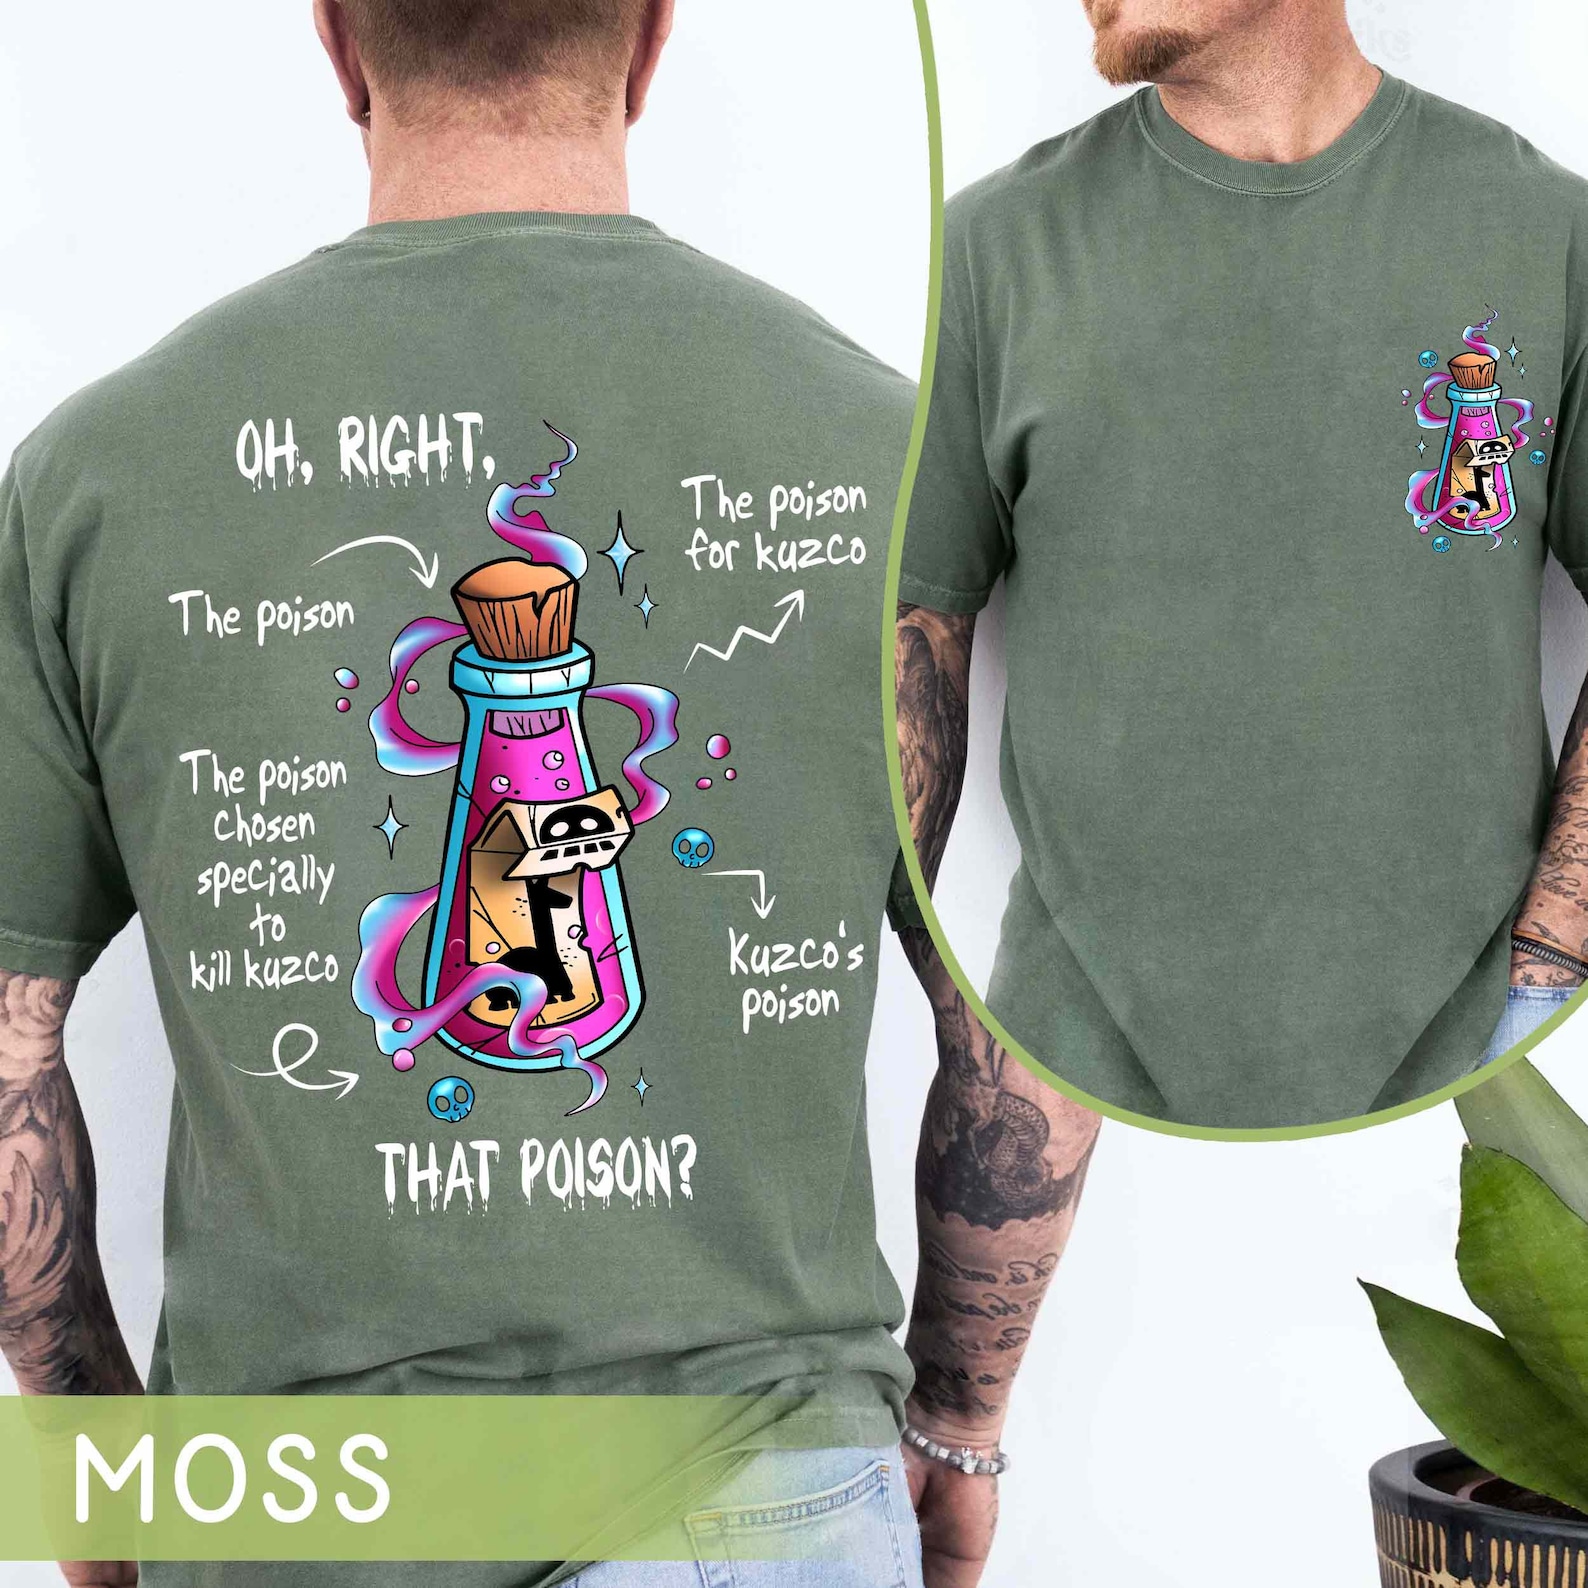 OH, RIGHT,
The poison
for kuzco
The poison
The poison
chosen
specially
to
kill kuzco
Kuzco's
poison
THAT POISON?
MOSS